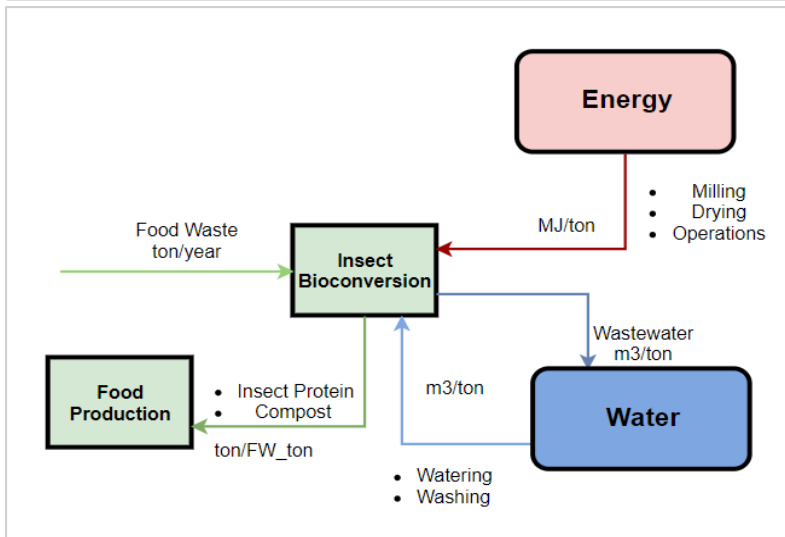 Energy
• Milling
• Drying
• Operations
MJ/ton
Food Waste
ton/year
Insect
Bioconversion
Wastewater
m3/ton
Food
Production
• Insect Protein
• Compost
ton/FW_ton
m3/ton
Water
• Watering
• Washing